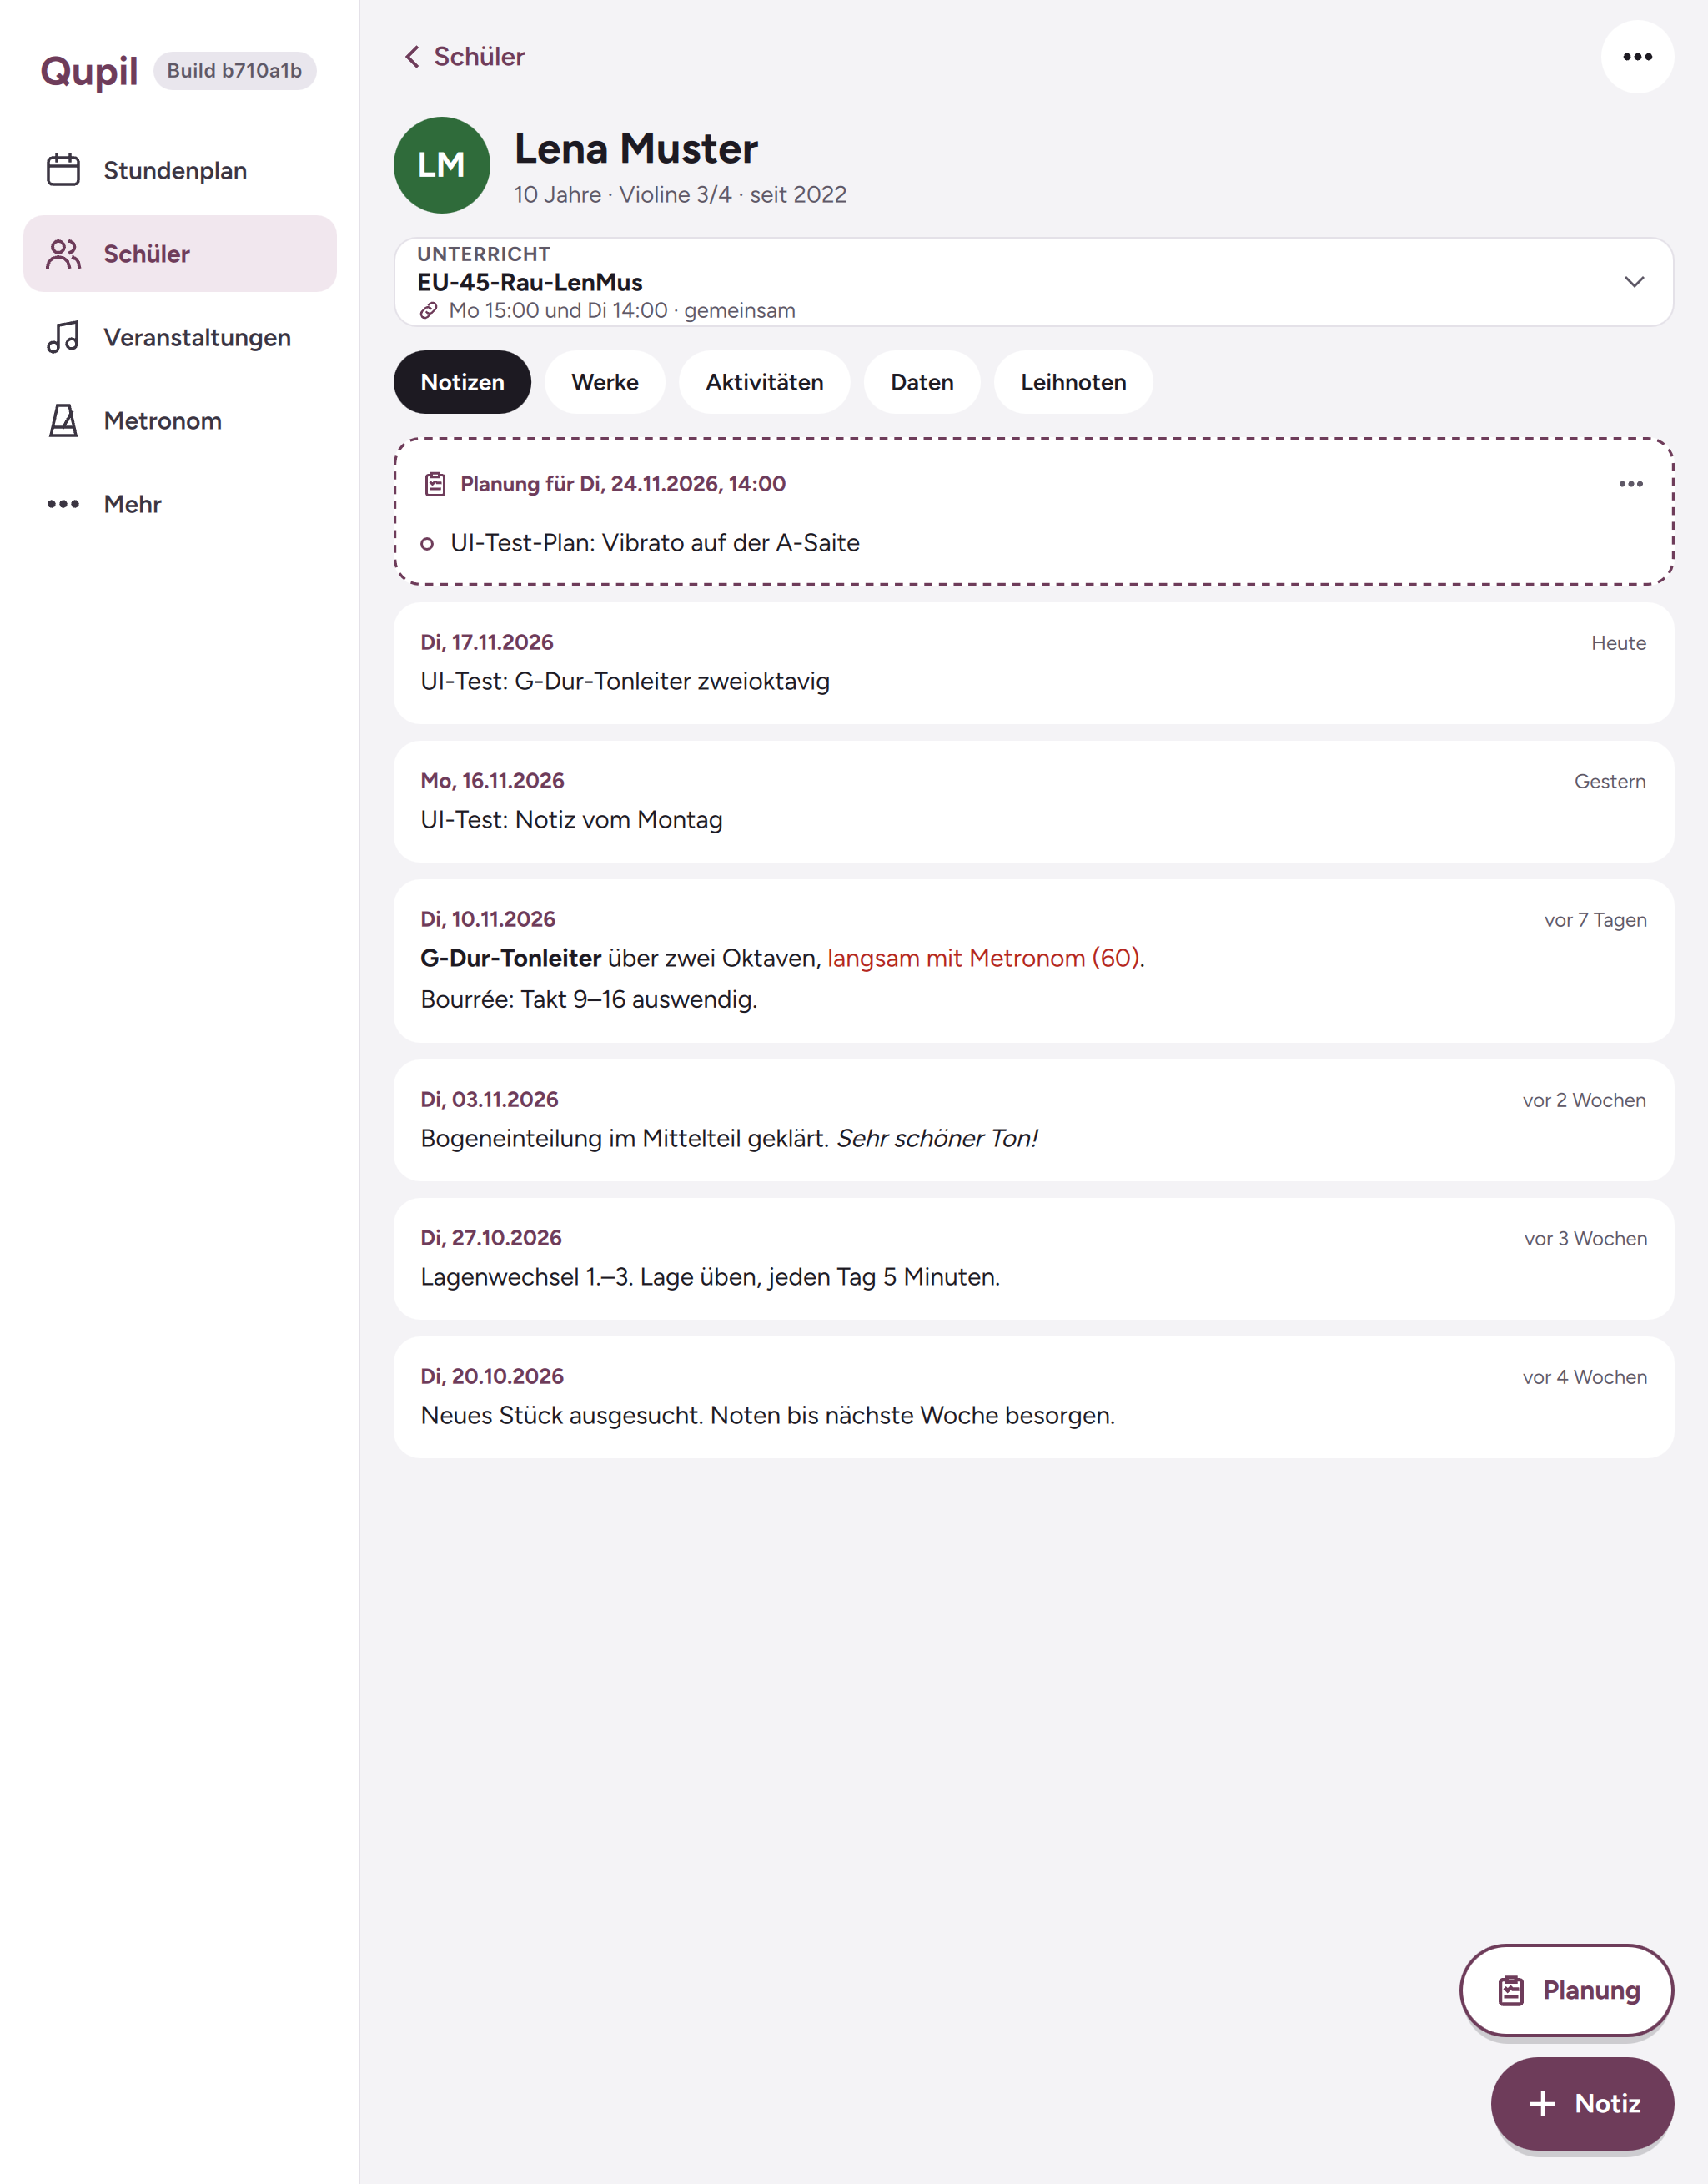 Qupil
Build b710a1b
Stundenplan
Schüler
Veranstaltungen
Metronom
Mehr
Schüler
LM
Lena Muster
10 Jahre · Violine 3/4 · seit 2022
UNTERRICHT
EU-45-Rau-LenMus
Mo 15:00 und Di 14:00 · gemeinsam
Notizen
Werke
Aktivitäten
Daten
Leihnoten
Planung für Di, 24.11.2026, 14:00
UI-Test-Plan: Vibrato auf der A-Saite
Di, 17.11.2026
Heute
UI-Test: G-Dur-Tonleiter zweioktavig
Mo, 16.11.2026
Gestern
UI-Test: Notiz vom Montag
Di, 10.11.2026
vor 7 Tagen
G-Dur-Tonleiter über zwei Oktaven, langsam mit Metronom (60).
Bourrée: Takt 9–16 auswendig.
Di, 03.11.2026
vor 2 Wochen
Bogeneinteilung im Mittelteil geklärt. Sehr schöner Ton!
Di, 27.10.2026
vor 3 Wochen
Lagenwechsel 1.–3. Lage üben, jeden Tag 5 Minuten.
Di, 20.10.2026
vor 4 Wochen
Neues Stück ausgesucht. Noten bis nächste Woche besorgen.
Planung
Notiz